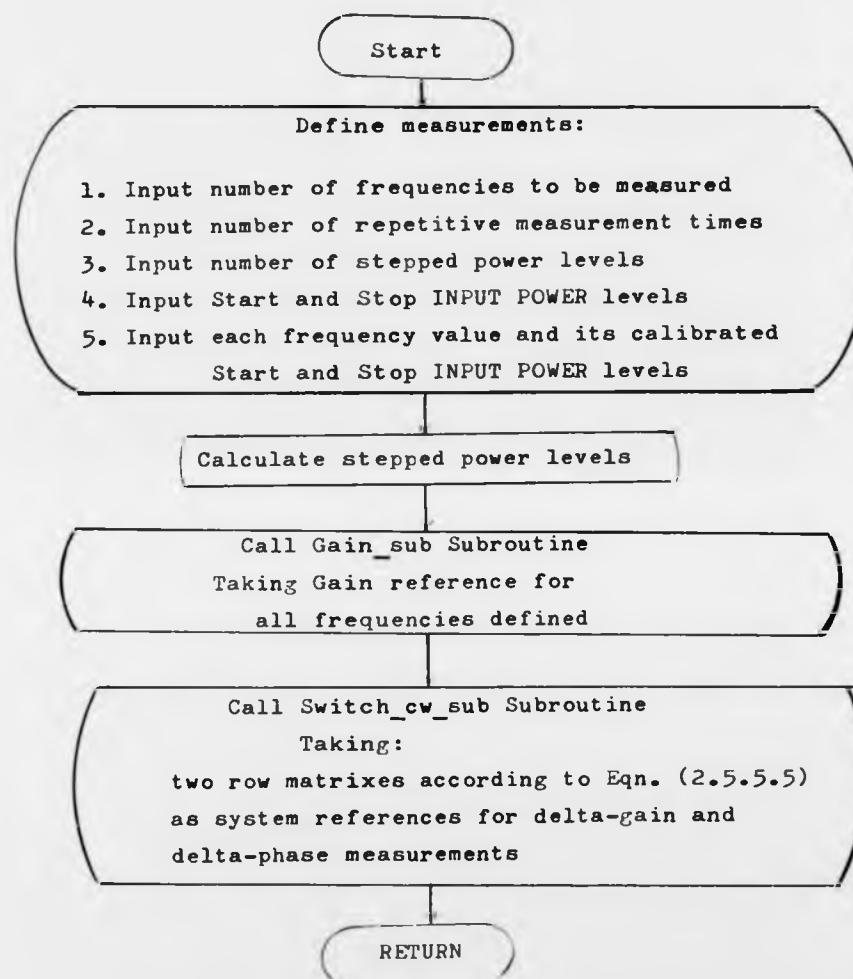 Start
Define measurements:
1. Input number of frequencies to be measured
2. Input number of repetitive measurement times
3. Input number of stepped power levels
4. Input Start and Stop INPUT POWER levels
5. Input each frequency value and its calibrated
Start and Stop INPUT POWER levels
Calculate stepped power levels
Call Gain_sub Subroutine
Taking Gain reference for
all frequencies defined
Call Switch_cw_sub Subroutine
Taking:
two row matrixes according to Eqn. (2.5.5.5)
as system references for delta-gain and
delta-phase measurements
RETURN